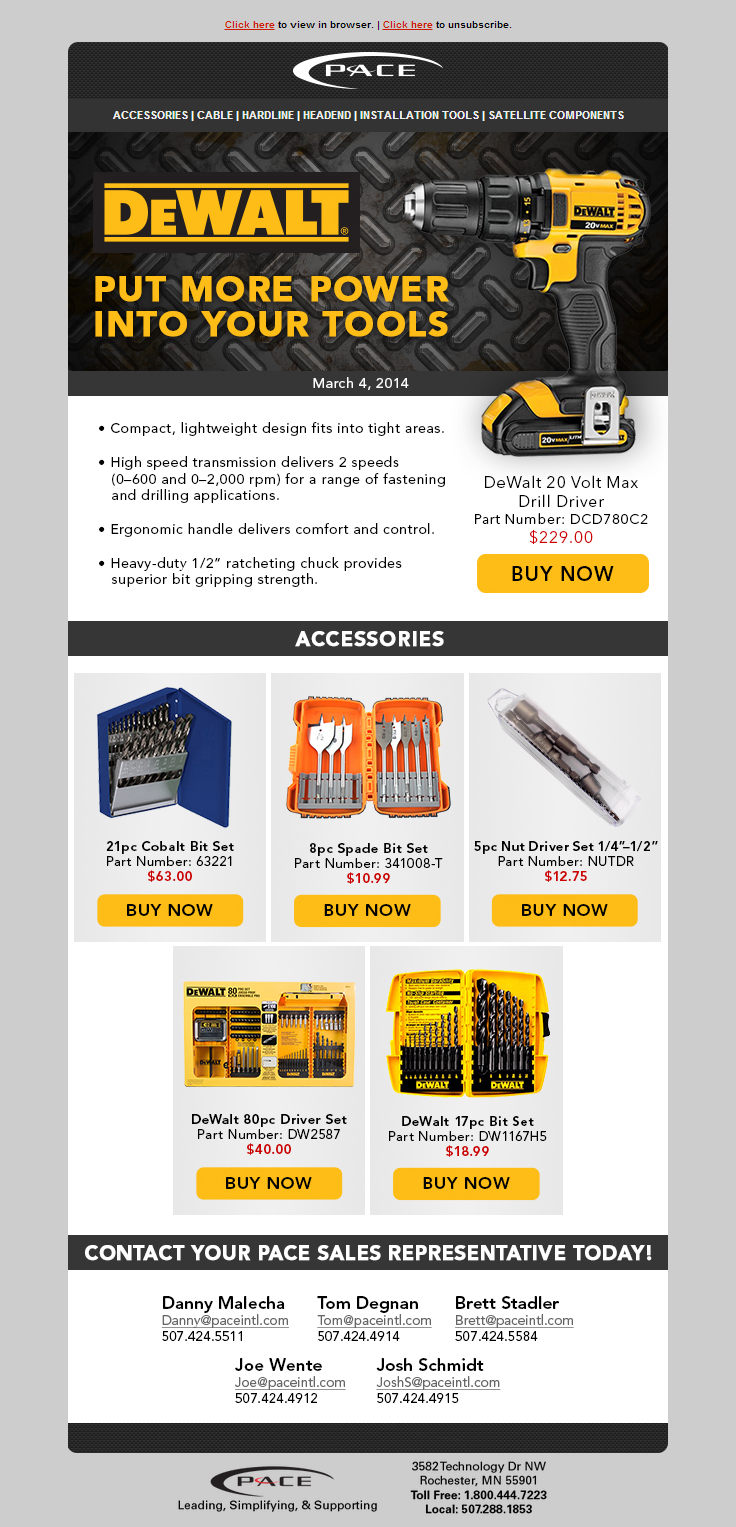 Click here to view in browser. | Click here to unsubscribe.
PACE
ACCESSORIES | CABLE | HARDLINE | HEADEND | INSTALLATION TOOLS | SATELLITE COMPONENTS
DEWALT®
DEWALT
20V MAX
15
PUT MORE POWER
INTO YOUR TOOLS
March 4, 2014
20V MAX
• Compact, lightweight design fits into tight areas.
• High speed transmission delivers 2 speeds
(0–600 and 0–2,000 rpm) for a range of fastening
and drilling applications.
• Ergonomic handle delivers comfort and control.
• Heavy-duty 1/2” ratcheting chuck provides
superior bit gripping strength.
DeWalt 20 Volt Max
Drill Driver
Part Number: DCD780C2
$229.00
BUY NOW
ACCESSORIES
21pc Cobalt Bit Set
Part Number: 63221
$63.00
BUY NOW
8pc Spade Bit Set
Part Number: 341008-T
$10.99
BUY NOW
5pc Nut Driver Set 1/4”–1/2”
Part Number: NUTDR
$12.75
BUY NOW
DEWALT 80
DEWALT
DeWalt 80pc Driver Set
Part Number: DW2587
$40.00
BUY NOW
Maximum Durability
DEWALT
DEWALT
DeWalt 17pc Bit Set
Part Number: DW1167H5
$18.99
BUY NOW
CONTACT YOUR PACE SALES REPRESENTATIVE TODAY!
Danny Malecha
Danny@paceintl.com
507.424.5511
Tom Degnan
Tom@paceintl.com
507.424.4914
Brett Stadler
Brett@paceintl.com
507.424.5584
Joe Wente
Joe@paceintl.com
507.424.4912
Josh Schmidt
JoshS@paceintl.com
507.424.4915
PACE
Leading, Simplifying, & Supporting
3582 Technology Dr NW
Rochester, MN 55901
Toll Free: 1.800.444.7223
Local: 507.288.1853